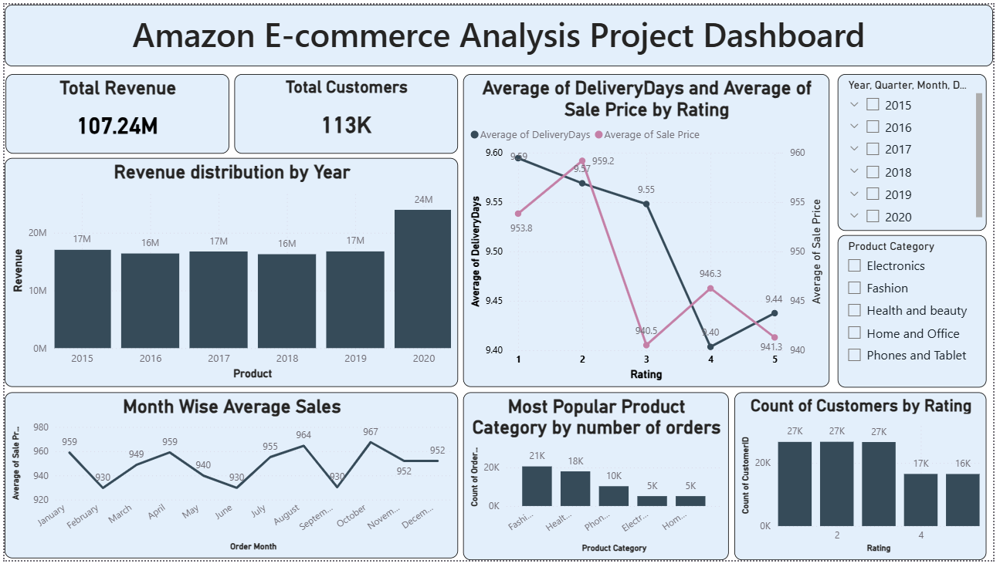 Amazon E-commerce Analysis Project Dashboard
Total Revenue
107.24M
Total Customers
113K
Revenue distribution by Year
Revenue
20M
10M
0M
17M
16M
17M
16M
17M
24M
2015
2016
2017
2018
2019
2020
Product
Average of DeliveryDays and Average of
Sale Price by Rating
Average of DeliveryDays
Average of Sale Price
Average of DeliveryDays
9.60
9.55
9.50
9.45
9.40
9.59
9.57
9.55
9.40
9.44
953.8
959.2
940.5
946.3
941.3
960
955
950
945
940
Average of Sale Price
1
2
3
4
5
Rating
Year, Quarter, Month, D...
2015
2016
2017
2018
2019
2020
Product Category
Electronics
Fashion
Health and beauty
Home and Office
Phones and Tablet
Month Wise Average Sales
Average of Sale Pr...
980
960
940
920
959
930
949
959
940
930
955
964
930
967
952
952
January
February
March
April
May
June
July
August
Septem...
October
Novem...
Decem...
Order Month
Most Popular Product
Category by number of orders
Count of Order...
20K
0K
21K
18K
10K
5K
5K
Fashi...
Healt...
Phon...
Electr...
Hom...
Product Category
Count of Customers by Rating
Count of CustomerID
20K
0K
27K
27K
27K
17K
16K
2
4
Rating